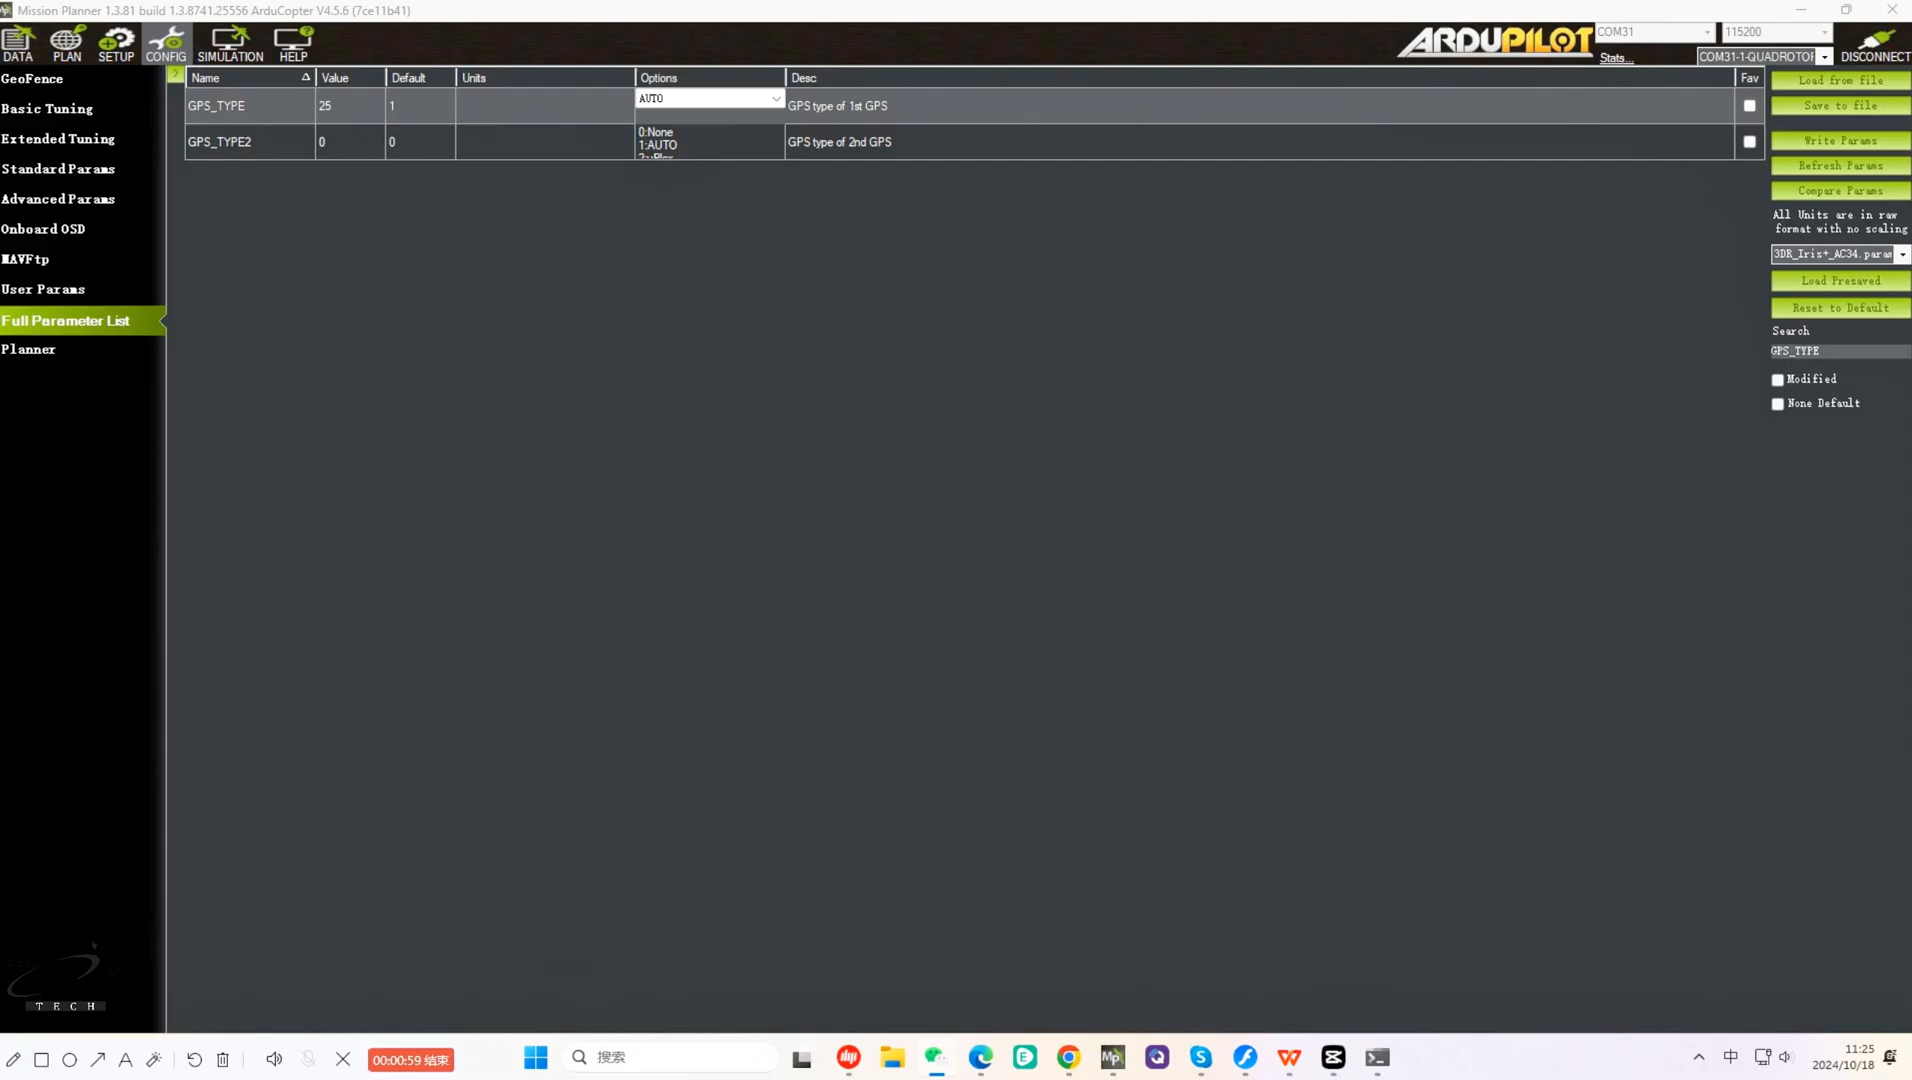 Mission Planner 1.3.81 build 1.3.8741.25556 ArduCopter V4.5.6 (7ce11b41)
DATA PLAN SETUP CONFIG SIMULATION HELP
ARDUPILOT
COM31 115200
Stats... COM31-1-QUADROTOR DISCONNECT
GeoFence
Basic Tuning
Extended Tuning
Standard Params
Advanced Params
Onboard OSD
MAVFtp
User Params
Full Parameter List
Planner
Name Value Default Units Options Desc Fav
GPS_TYPE 25 1 AUTO GPS type of 1st GPS
GPS_TYPE2 0 0 0:None GPS type of 2nd GPS
1:AUTO
Load from file
Save to file
Write Params
Refresh Params
Compare Params
All Units are in raw
format with no scaling
3DR_Iris+_AC34.param
Load Presaved
Reset to Default
Search
GPS_TYPE
Modified
None Default
TECH
00:00:59 结束
搜索
中
11:25
2024/10/18